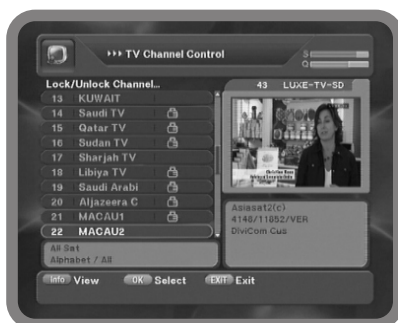 ▸▸▸ TV Channel Control
S
Q
Lock/Unlock Channel...
13 KUWAIT
14 Saudi TV
15 Qatar TV
16 Sudan TV
17 Sharjah TV
18 Libiya TV
19 Saudi Arabi
20 Aljazeera C
21 MACAU1
22 MACAU2
All Sat
Alphabet / All
43 LUXE-TV-SD
Asiasat2(c)
4148/11852/VER
DiviCom Cus
Info View OK Select EXIT Exit